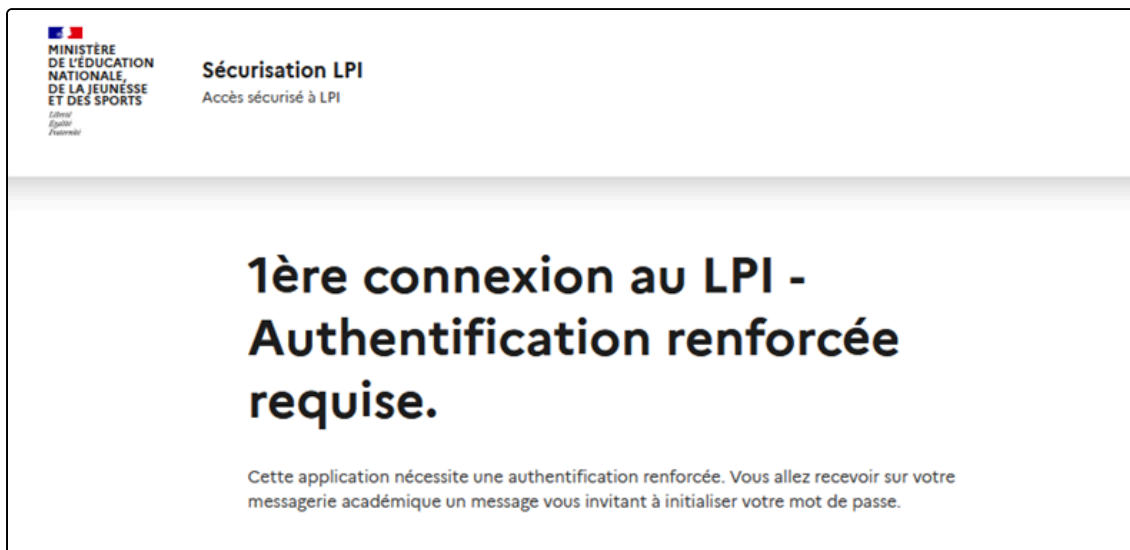 MINISTÈRE
DE L'ÉDUCATION
NATIONALE,
DE LA JEUNESSE
ET DES SPORTS
Liberté
Égalité
Fraternité
Sécurisation LPI
Accès sécurisé à LPI
1ère connexion au LPI -
Authentification renforcée
requise.
Cette application nécessite une authentification renforcée. Vous allez recevoir sur votre
messagerie académique un message vous invitant à initialiser votre mot de passe.